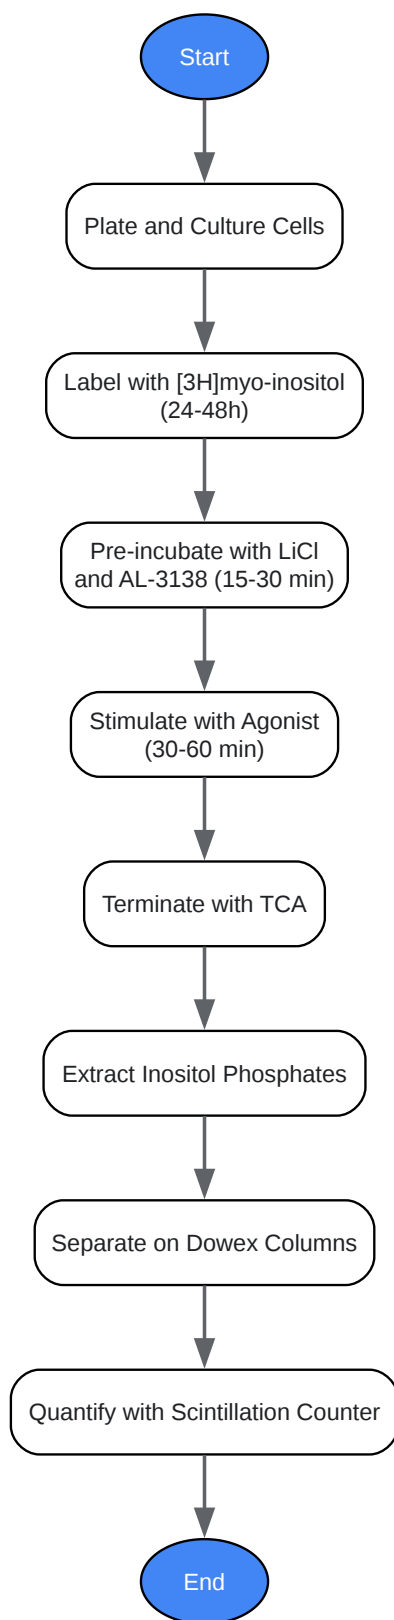 Start
Plate and Culture Cells
Label with [3H]myo-inositol
(24-48h)
Pre-incubate with LiCl
and AL-3138 (15-30 min)
Stimulate with Agonist
(30-60 min)
Terminate with TCA
Extract Inositol Phosphates
Separate on Dowex Columns
Quantify with Scintillation Counter
End